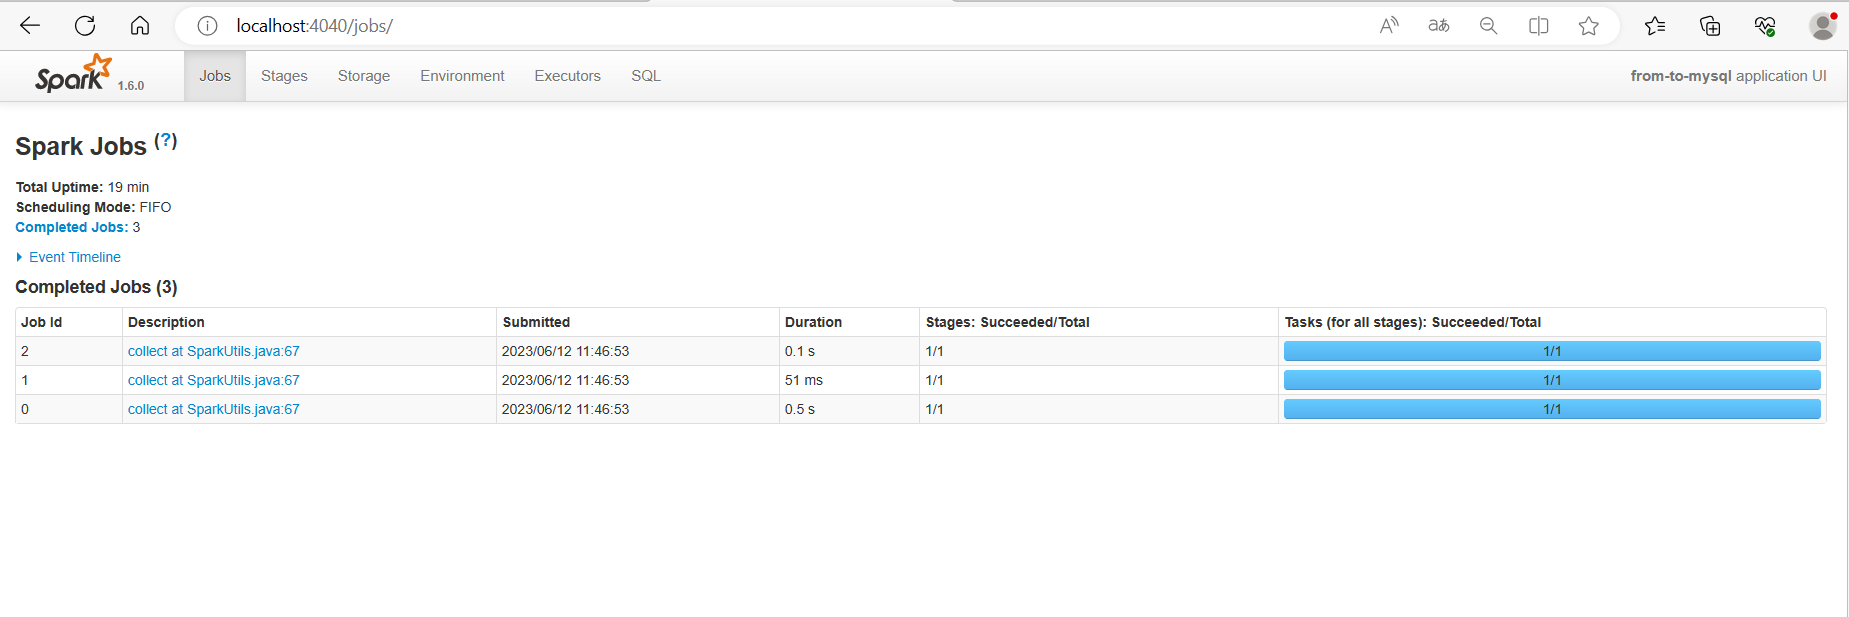 localhost:4040/jobs/
Spark 1.6.0 Jobs Stages Storage Environment Executors SQL from-to-mysql application UI
Spark Jobs (?)
Total Uptime: 19 min
Scheduling Mode: FIFO
Completed Jobs: 3
Event Timeline
Completed Jobs (3)
Job Id Description Submitted Duration Stages: Succeeded/Total Tasks (for all stages): Succeeded/Total
2 collect at SparkUtils.java:67 2023/06/12 11:46:53 0.1 s 1/1 1/1
1 collect at SparkUtils.java:67 2023/06/12 11:46:53 51 ms 1/1 1/1
0 collect at SparkUtils.java:67 2023/06/12 11:46:53 0.5 s 1/1 1/1